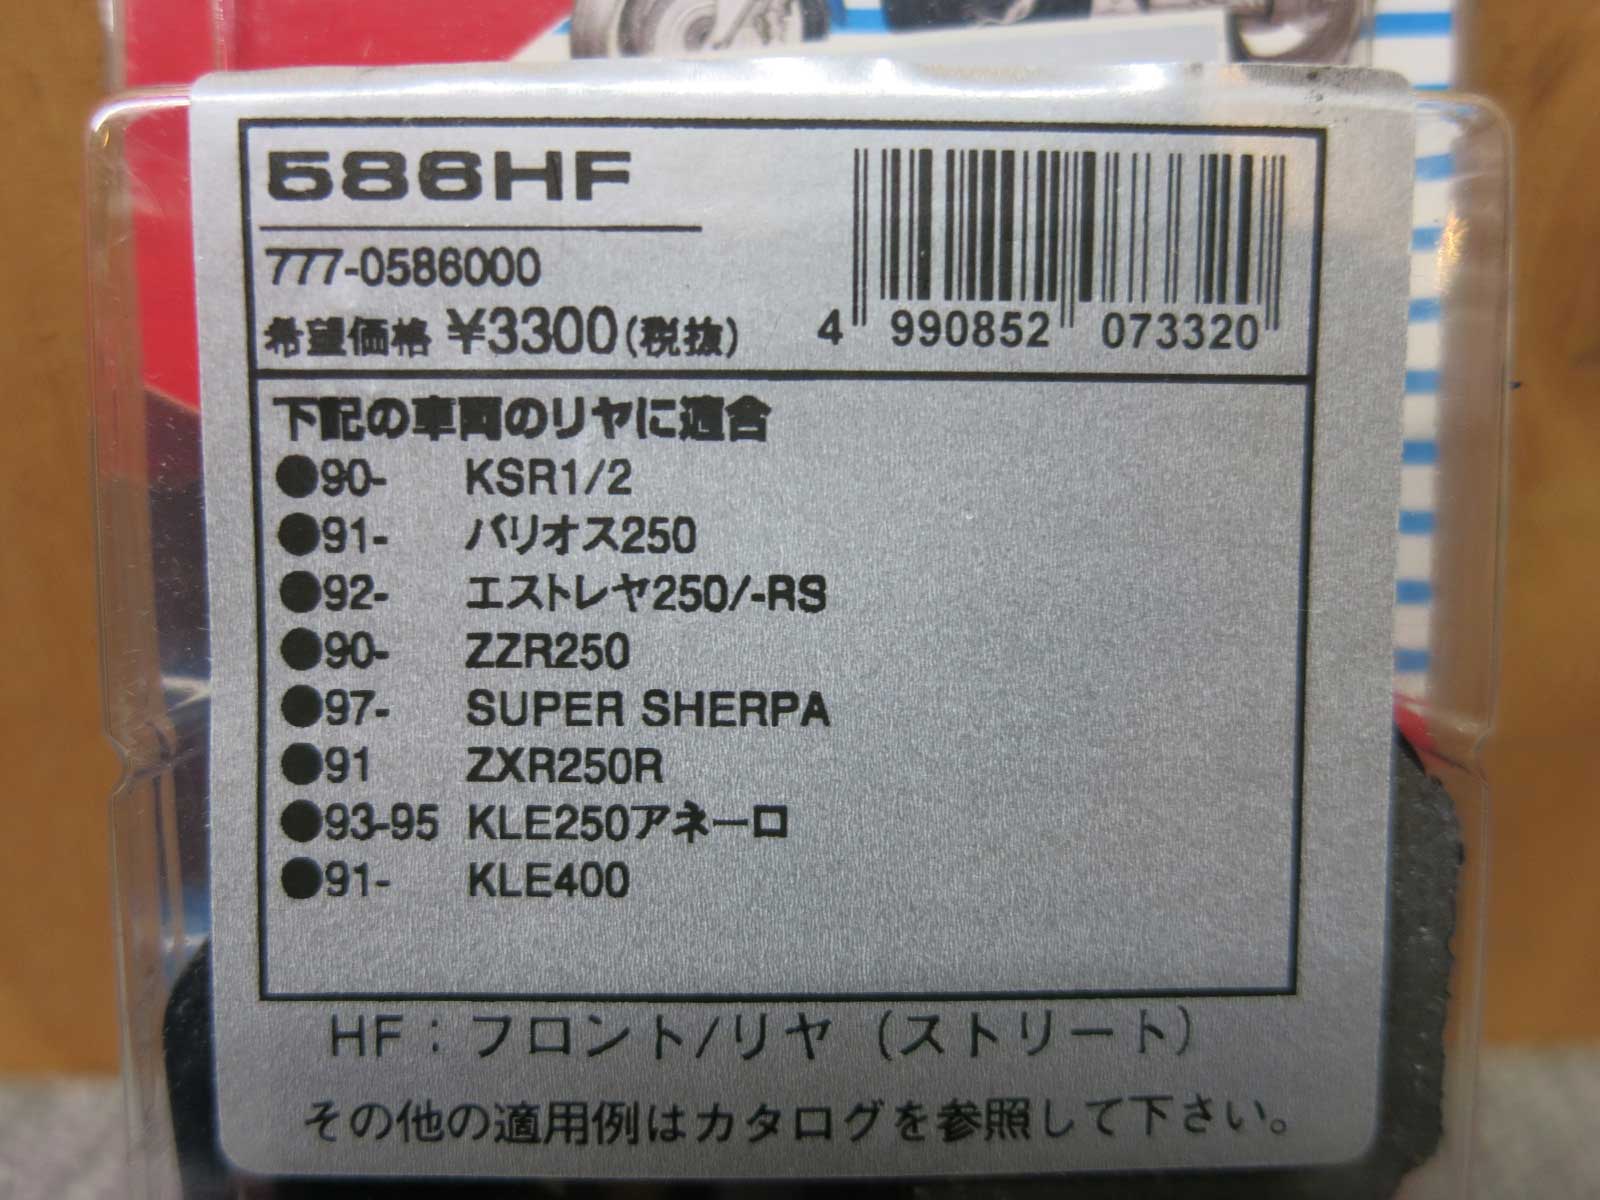 586HF
777-0586000
希望価格 ¥3300(税抜)
4 990852 073320
下記の車両のリヤに適合
●90- KSR1/2
●91- バリオス250
●92- エストレヤ250/-RS
●90- ZZR250
●97- SUPER SHERPA
●91 ZXR250R
●93-95 KLE250アネーロ
●91- KLE400
HF：フロント/リヤ（ストリート）
その他の適用例はカタログを参照して下さい。